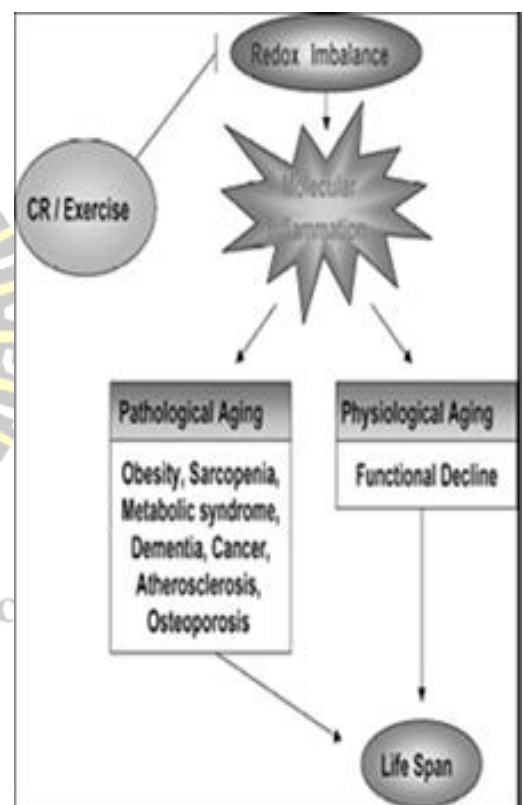 Redox Imbalance
CR / Exercise
Molecular
Inflammation
Pathological Aging
Physiological Aging
Obesity, Sarcopenia,
Metabolic syndrome,
Dementia, Cancer,
Atherosclerosis,
Osteoporosis
Functional Decline
Life Span